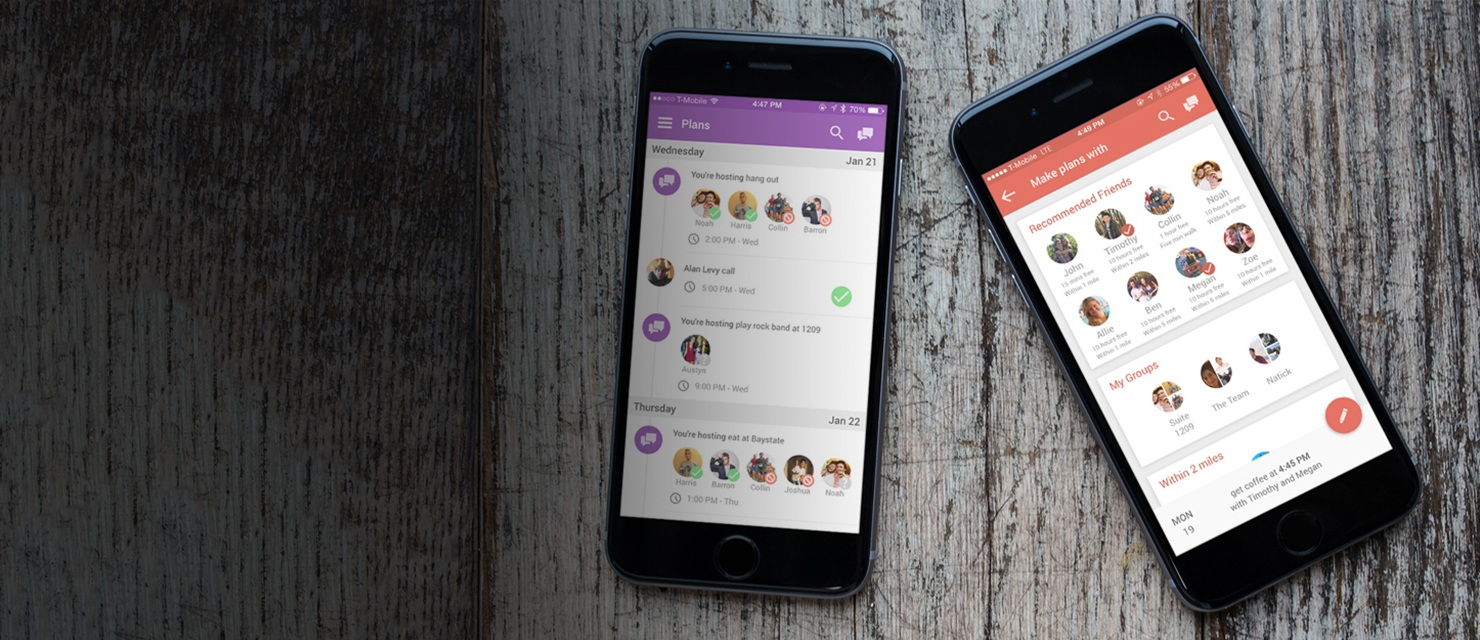 T-Mobile 4:47 PM 70%
Plans
Wednesday Jan 21
You're hosting hang out
Noah Harris Collin Barron
2:00 PM - Wed
Alan Levy call
5:00 PM - Wed
You're hosting play rock band at 1209
Austyn
9:00 PM - Wed
Thursday Jan 22
You're hosting eat at Baystate
Harris Barron Collin Joshua Noah
1:00 PM - Thu
T-Mobile LTE 4:49 PM 55%
Make plans with
Recommended Friends
John Timothy Collin Noah
15 mins free 10 hours free 1 hour free 10 hours free
Within 1 mile Within 2 miles Five min walk Within 5 miles
Allie Ben Megan Zoe
10 hours free 10 hours free 10 hours free 10 hours free
Within 1 mile Within 5 miles Within 6 miles Within 1 mile
My Groups
Suite The Team Natick
1209
Within 2 miles
MON get coffee at 4:45 PM
19 with Timothy and Megan